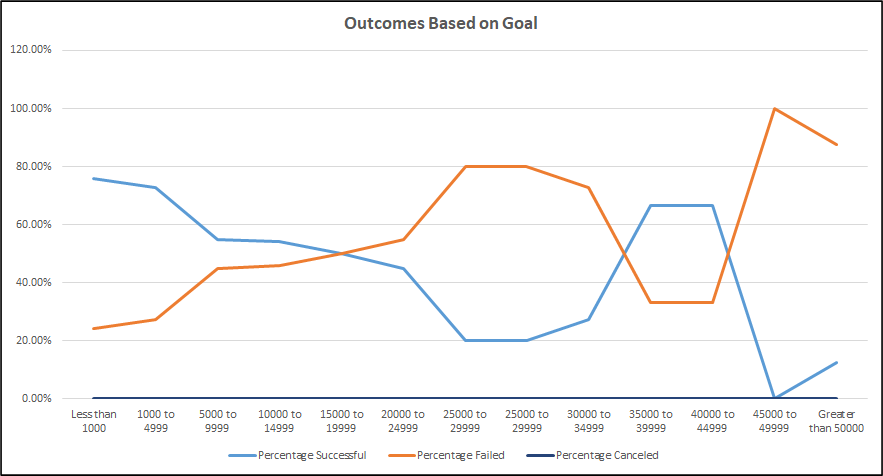 Outcomes Based on Goal
120.00%
100.00%
80.00%
60.00%
40.00%
20.00%
0.00%
Less than 1000
1000 to 4999
5000 to 9999
10000 to 14999
15000 to 19999
20000 to 24999
25000 to 29999
25000 to 29999
30000 to 34999
35000 to 39999
40000 to 44999
45000 to 49999
Greater than 50000
Percentage Successful
Percentage Failed
Percentage Canceled